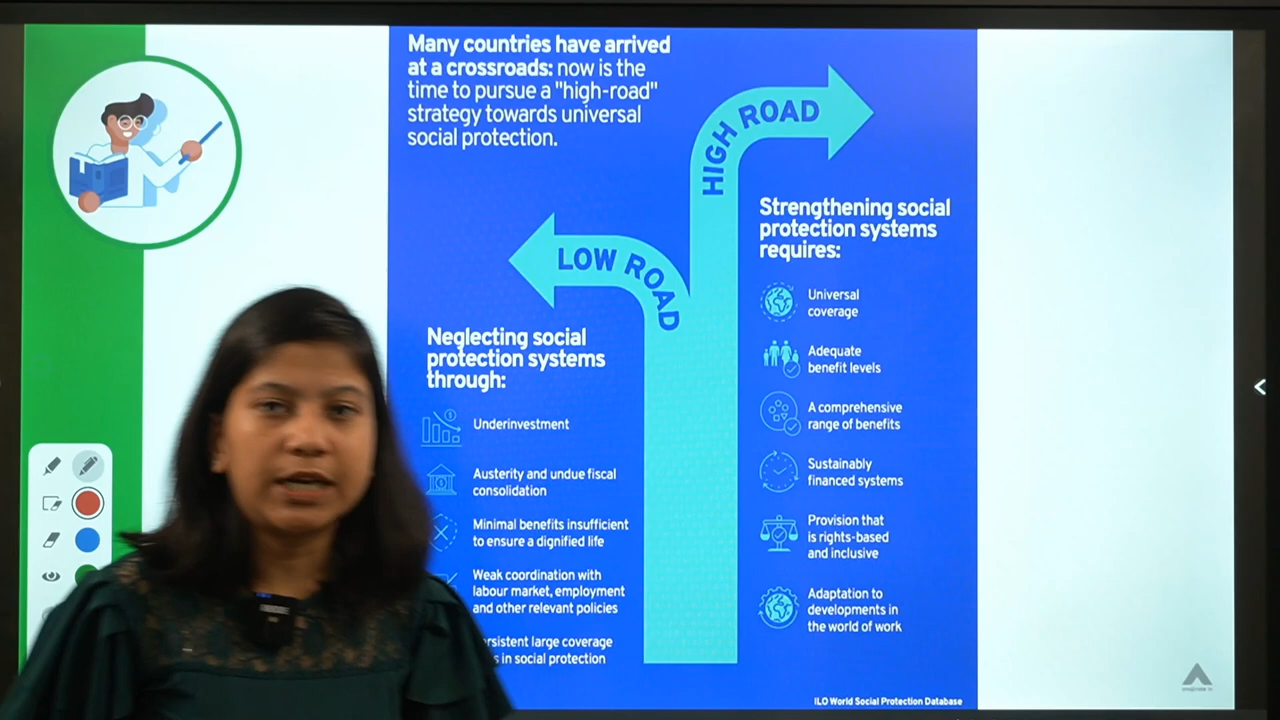 Many countries have arrived
at a crossroads: now is the
time to pursue a "high-road"
strategy towards universal
social protection.
HIGH ROAD
LOW ROAD
Strengthening social
protection systems
requires:
Universal
coverage
Adequate
benefit levels
A comprehensive
range of benefits
Sustainably
financed systems
Provision that
is rights-based
and inclusive
Adaptation to
developments in
the world of work
Neglecting social
protection systems
through:
Underinvestment
Austerity and undue fiscal
consolidation
Minimal benefits insufficient
to ensure a dignified life
Weak coordination with
labour market, employment
and other relevant policies
large coverage
in social protection
ILO World Social Protection Database